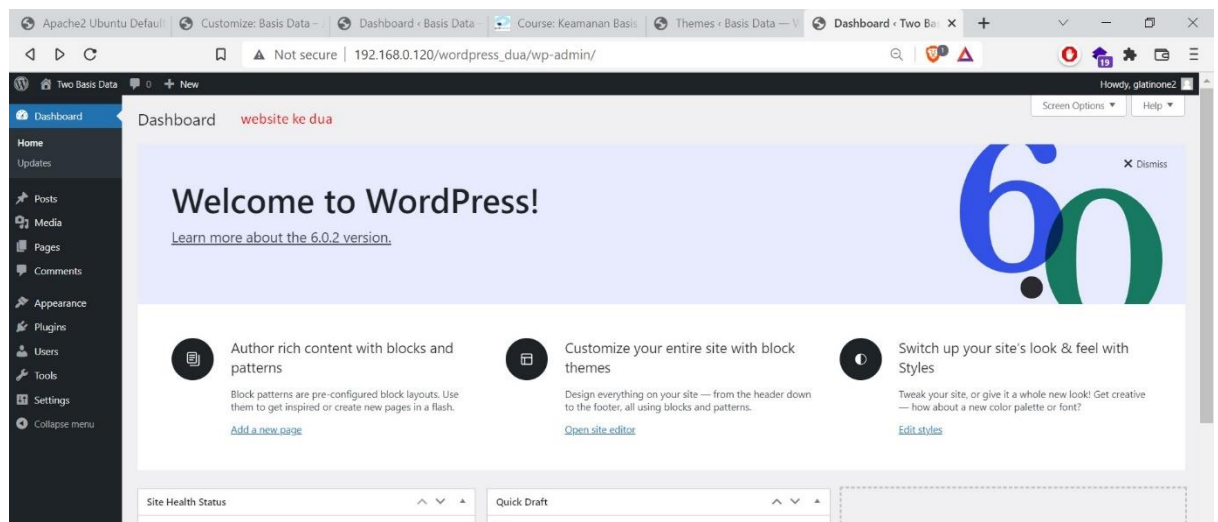 Apache2 Ubuntu Default
Customize: Basis Data –
Dashboard ‹ Basis Data
Course: Keamanan Basis
Themes ‹ Basis Data —
Dashboard ‹ Two Bas
Not secure
192.168.0.120/wordpress_dua/wp-admin/
19
Two Basis Data
0
New
Howdy, glatinone2
Dashboard
Home
Updates
Posts
Media
Pages
Comments
Appearance
Plugins
Users
Tools
Settings
Collapse menu
Dashboard
website ke dua
Screen Options
Help
Dismiss
Welcome to WordPress!
Learn more about the 6.0.2 version.
6.0
Author rich content with blocks and
patterns
Block patterns are pre-configured block layouts. Use
them to get inspired or create new pages in a flash.
Add a new page
Customize your entire site with block
themes
Design everything on your site — from the header down
to the footer, all using blocks and patterns.
Open site editor
Switch up your site's look & feel with
Styles
Tweak your site, or give it a whole new look! Get creative
— how about a new color palette or font?
Edit styles
Site Health Status
Quick Draft